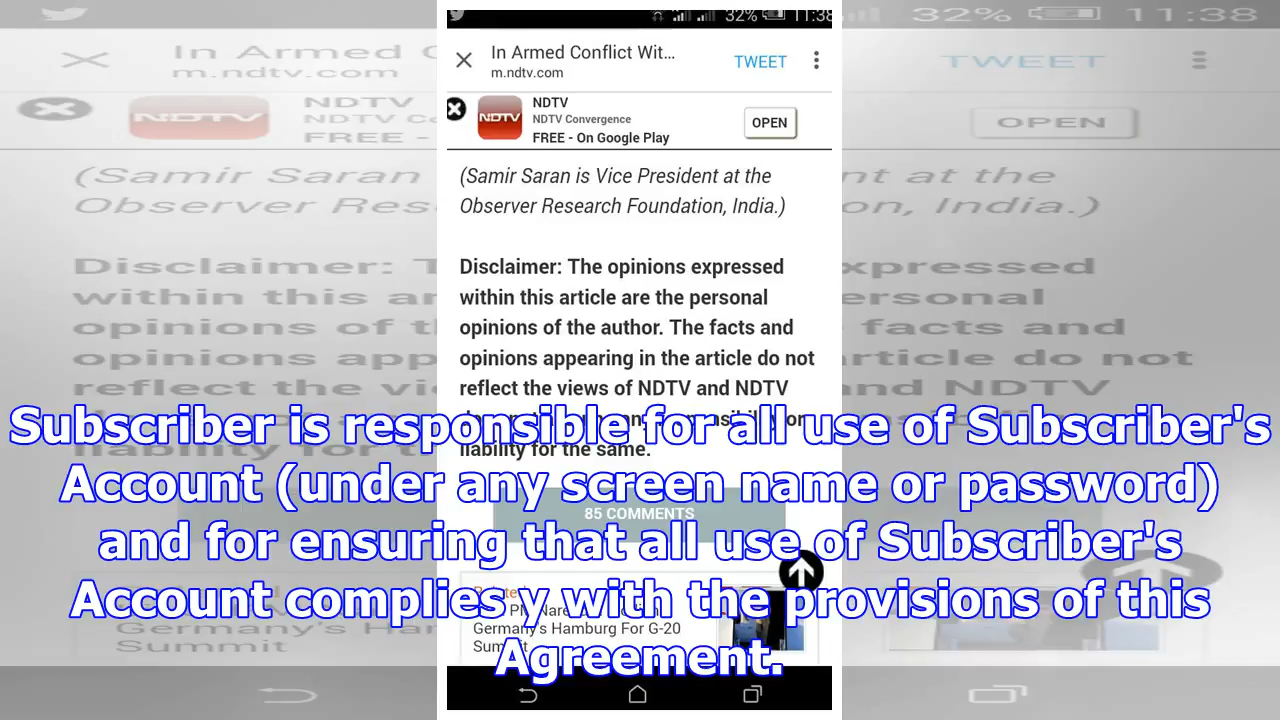 32% 11:38
In Armed Conflict Wit...
m.ndtv.com
TWEET
NDTV
NDTV
NDTV Convergence
FREE - On Google Play
OPEN
(Samir Saran is Vice President at the
Observer Research Foundation, India.)
Disclaimer: The opinions expressed
within this article are the personal
opinions of the author. The facts and
opinions appearing in the article do not
reflect the views of NDTV and NDTV
liability for the same.
85 COMMENTS
Germany's Hamburg For G-20
Summit
Subscriber is responsible for all use of Subscriber's
Account (under any screen name or password)
and for ensuring that all use of Subscriber's
Account complies y with the provisions of this
Agreement.